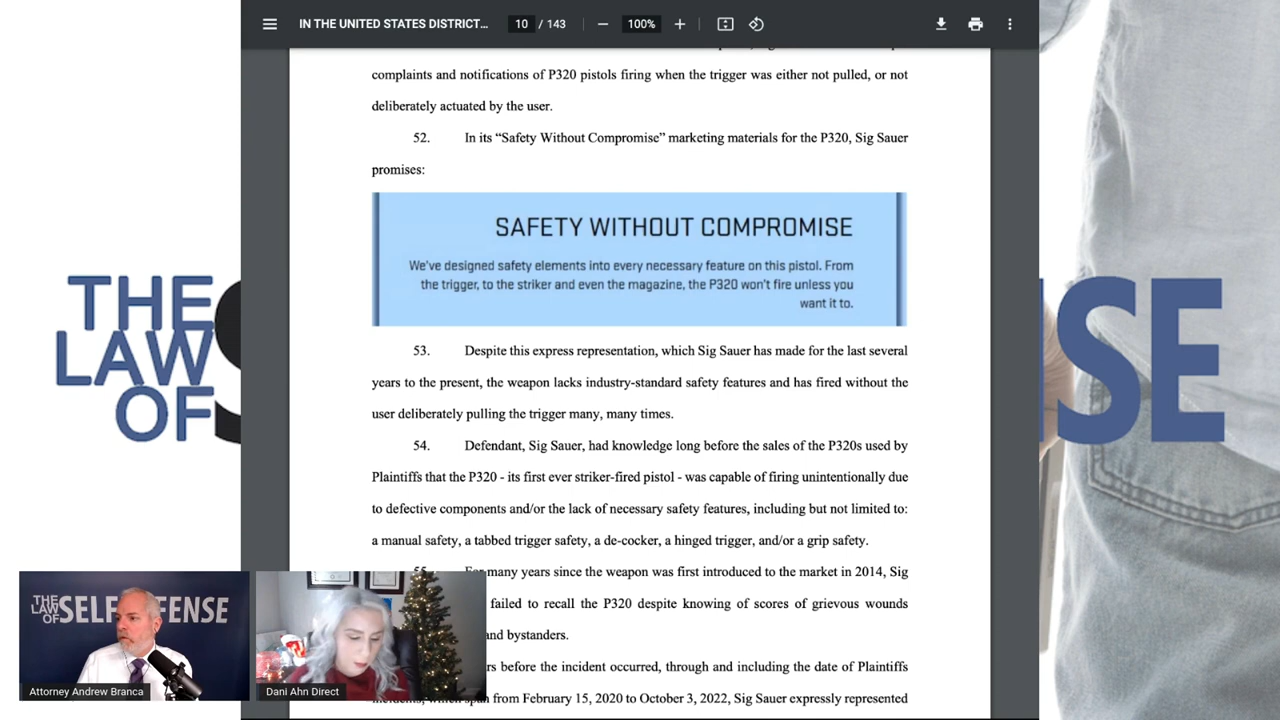 IN THE UNITED STATES DISTRICT...
10 / 143
100%
complaints and notifications of P320 pistols firing when the trigger was either not pulled, or not
deliberately actuated by the user.
52. In its “Safety Without Compromise” marketing materials for the P320, Sig Sauer
promises:
SAFETY WITHOUT COMPROMISE
We've designed safety elements into every necessary feature on this pistol. From
the trigger, to the striker and even the magazine, the P320 won't fire unless you
want it to.
53. Despite this express representation, which Sig Sauer has made for the last several
years to the present, the weapon lacks industry-standard safety features and has fired without the
user deliberately pulling the trigger many, many times.
54. Defendant, Sig Sauer, had knowledge long before the sales of the P320s used by
Plaintiffs that the P320 - its first ever striker-fired pistol - was capable of firing unintentionally due
to defective components and/or the lack of necessary safety features, including but not limited to:
a manual safety, a tabbed trigger safety, a de-cocker, a hinged trigger, and/or a grip safety.
55. For many years since the weapon was first introduced to the market in 2014, Sig
failed to recall the P320 despite knowing of scores of grievous wounds
and bystanders.
before the incident occurred, through and including the date of Plaintiffs
from February 15, 2020 to October 3, 2022, Sig Sauer expressly represented
THE
LAW
OF
NSE
THE LAW OF SELF DEFENSE
Attorney Andrew Branca
Dani Ahn Direct